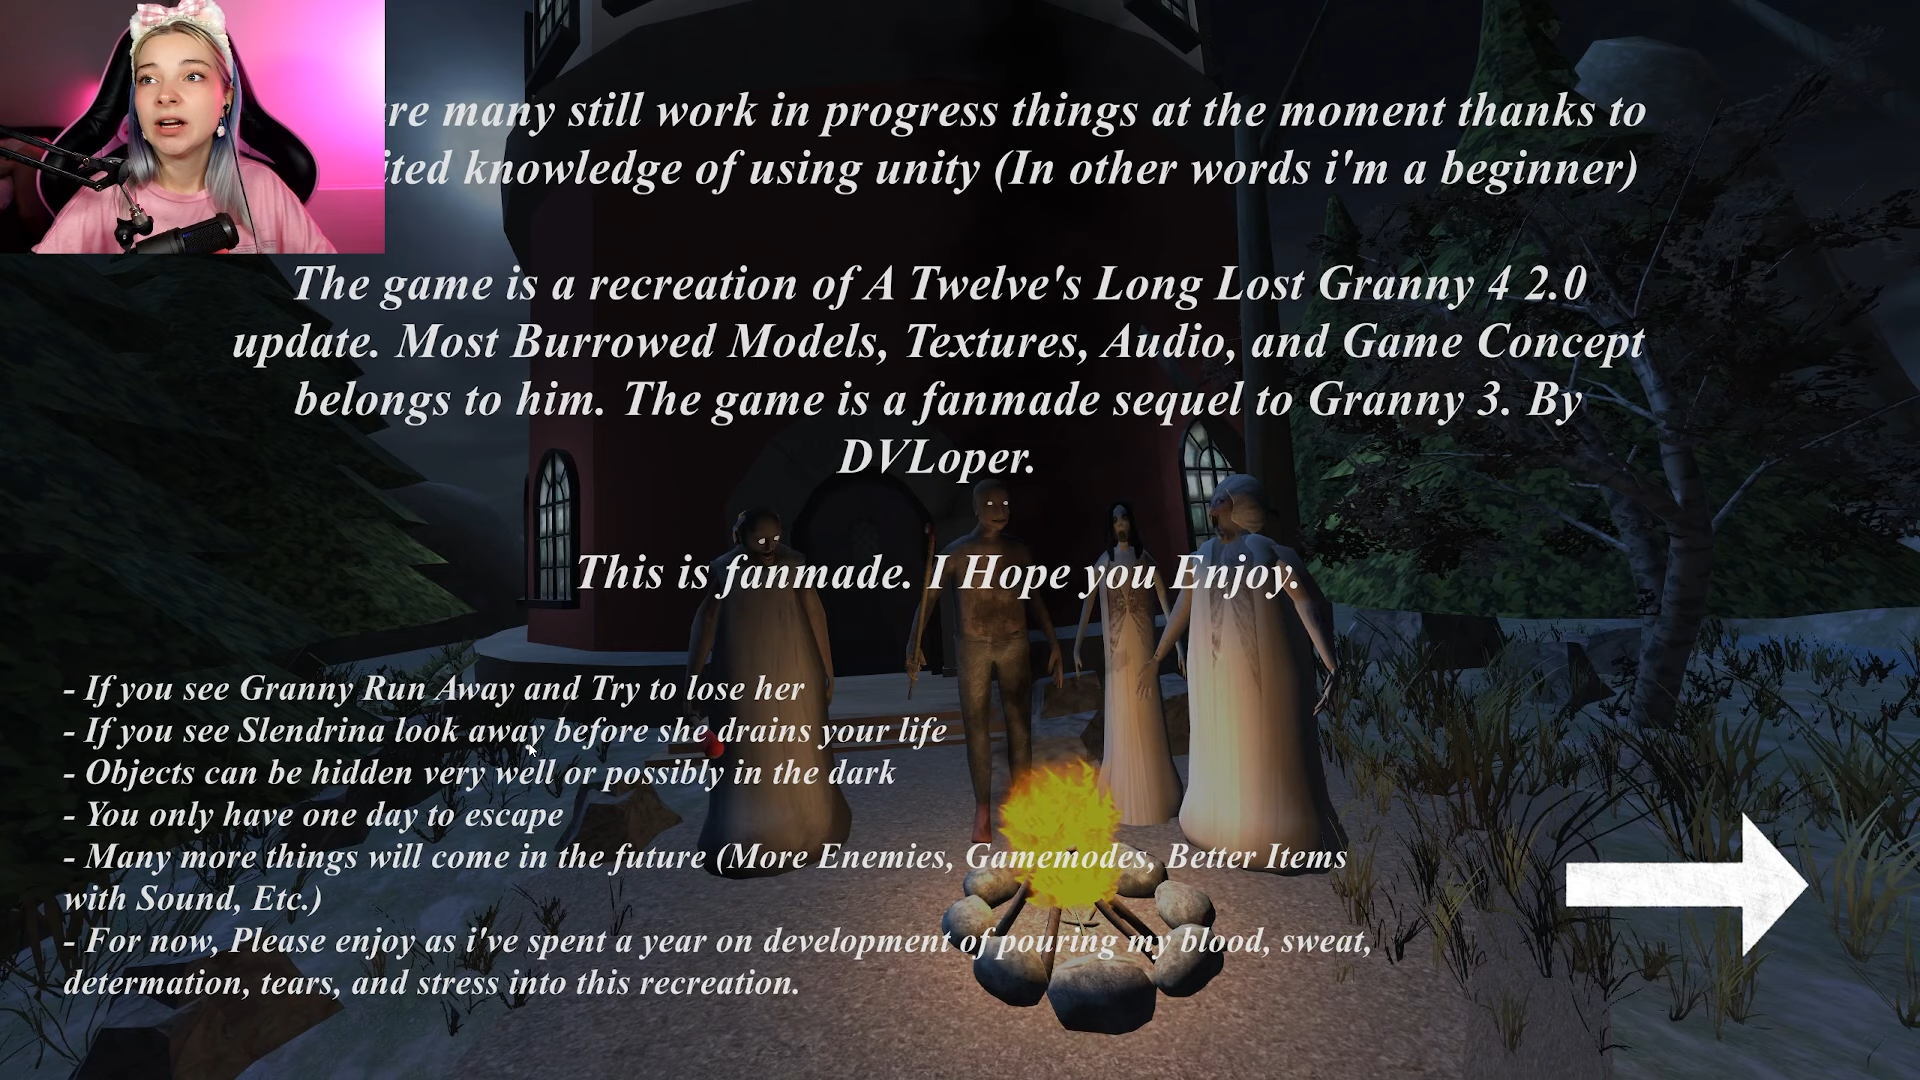 are many still work in progress things at the moment thanks to
knowledge of using unity (In other words i'm a beginner)
The game is a recreation of A Twelve's Long Lost Granny 4 2.0
update. Most Burrowed Models, Textures, Audio, and Game Concept
belongs to him. The game is a fanmade sequel to Granny 3. By
DVLoper.
This is fanmade. I Hope you Enjoy.
- If you see Granny Run Away and Try to lose her
- If you see Slendrina look away before she drains your life
- Objects can be hidden very well or possibly in the dark
- You only have one day to escape
- Many more things will come in the future (More Enemies, Gamemodes, Better Items
with Sound, Etc.)
- For now, Please enjoy as i've spent a year on development of pouring my blood, sweat,
determation, tears, and stress into this recreation.